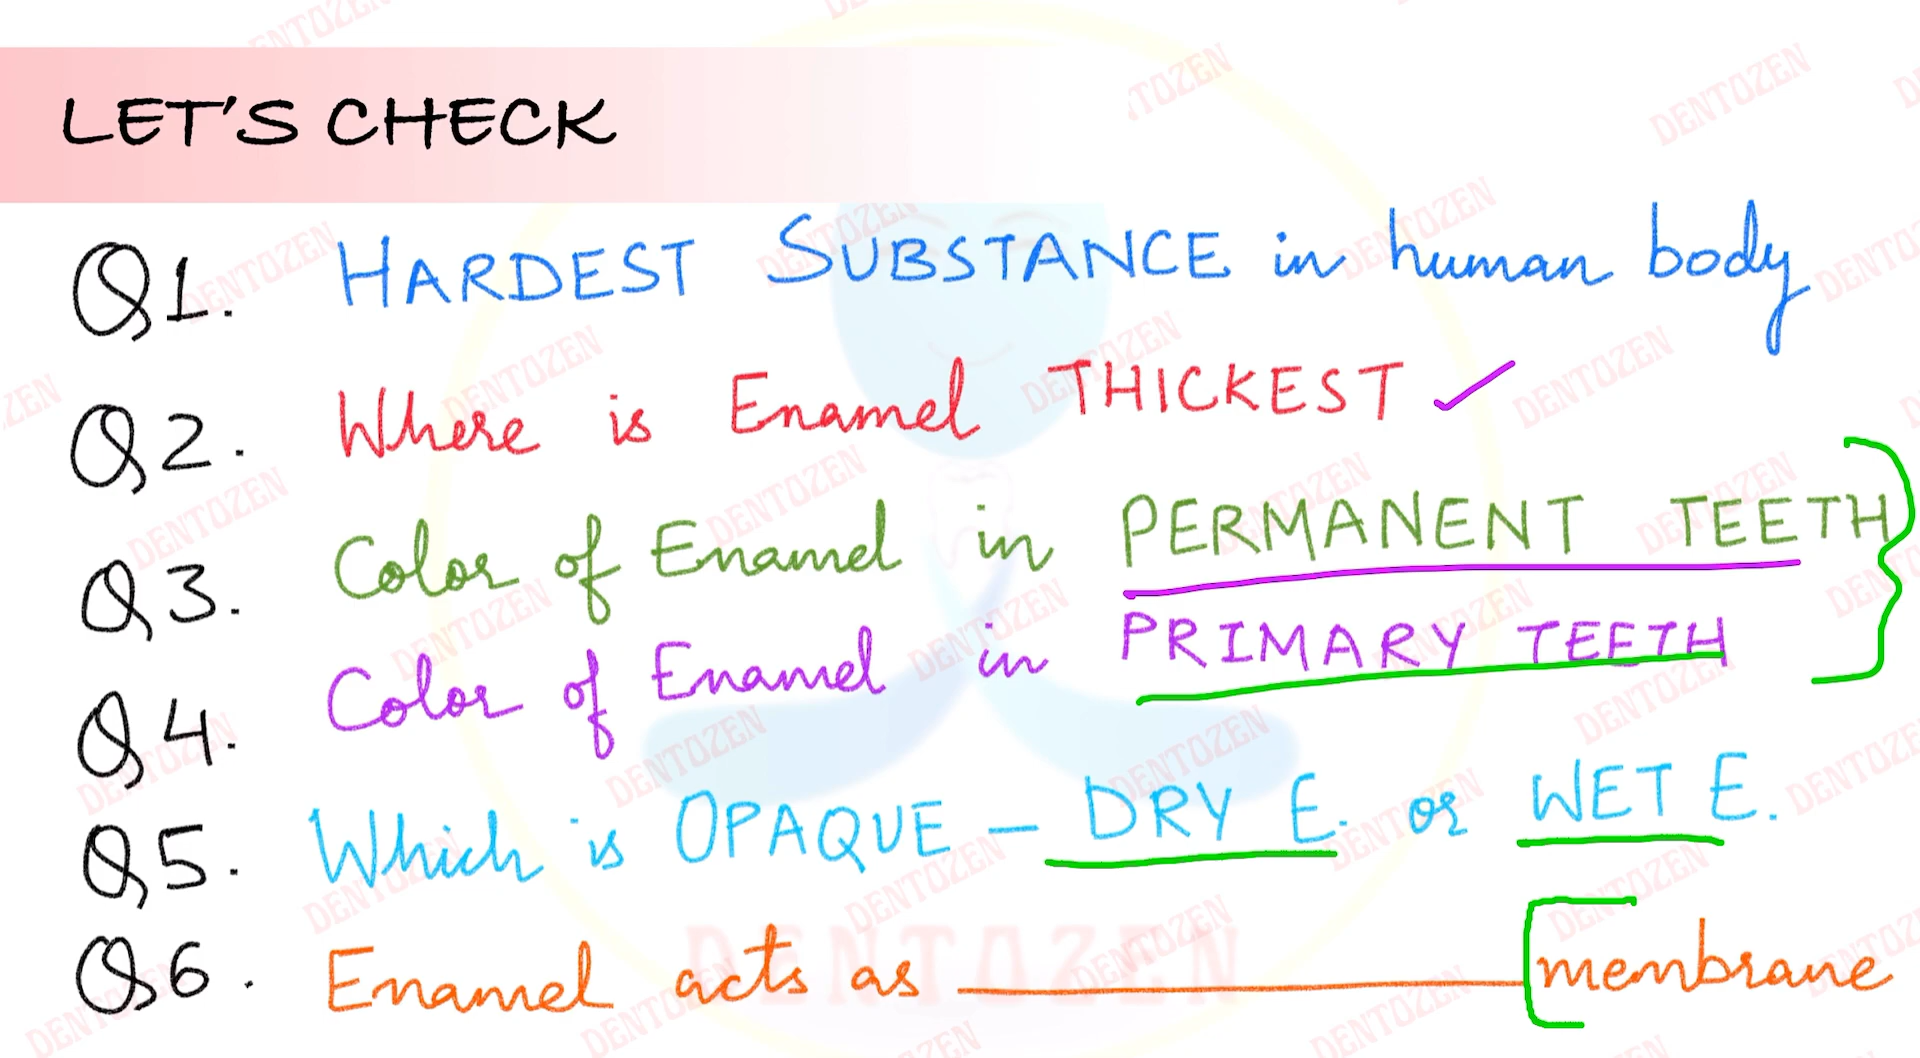 LET'S CHECK
Q1. HARDEST SUBSTANCE in human body
Q2. Where is Enamel THICKEST ✓
Q3. Color of Enamel in PERMANENT TEETH
Q4. Color of Enamel in PRIMARY TEETH
Q5. Which is OPAQUE – DRY E. or WET E.
Q6. Enamel acts as __________ membrane
DENTOZEN